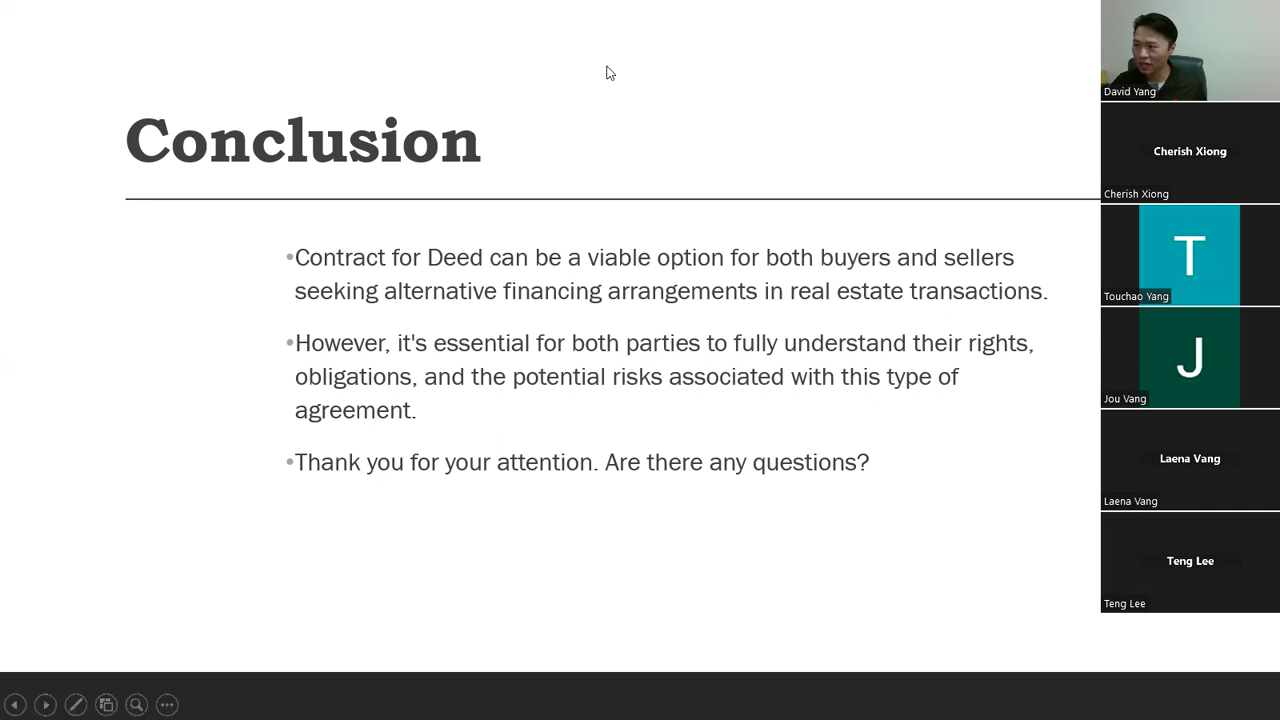 Conclusion
•Contract for Deed can be a viable option for both buyers and sellers
seeking alternative financing arrangements in real estate transactions.
•However, it's essential for both parties to fully understand their rights,
obligations, and the potential risks associated with this type of
agreement.
•Thank you for your attention. Are there any questions?
David Yang
Cherish Xiong
Cherish Xiong
T
Touchao Yang
J
Jou Vang
Laena Vang
Laena Vang
Teng Lee
Teng Lee